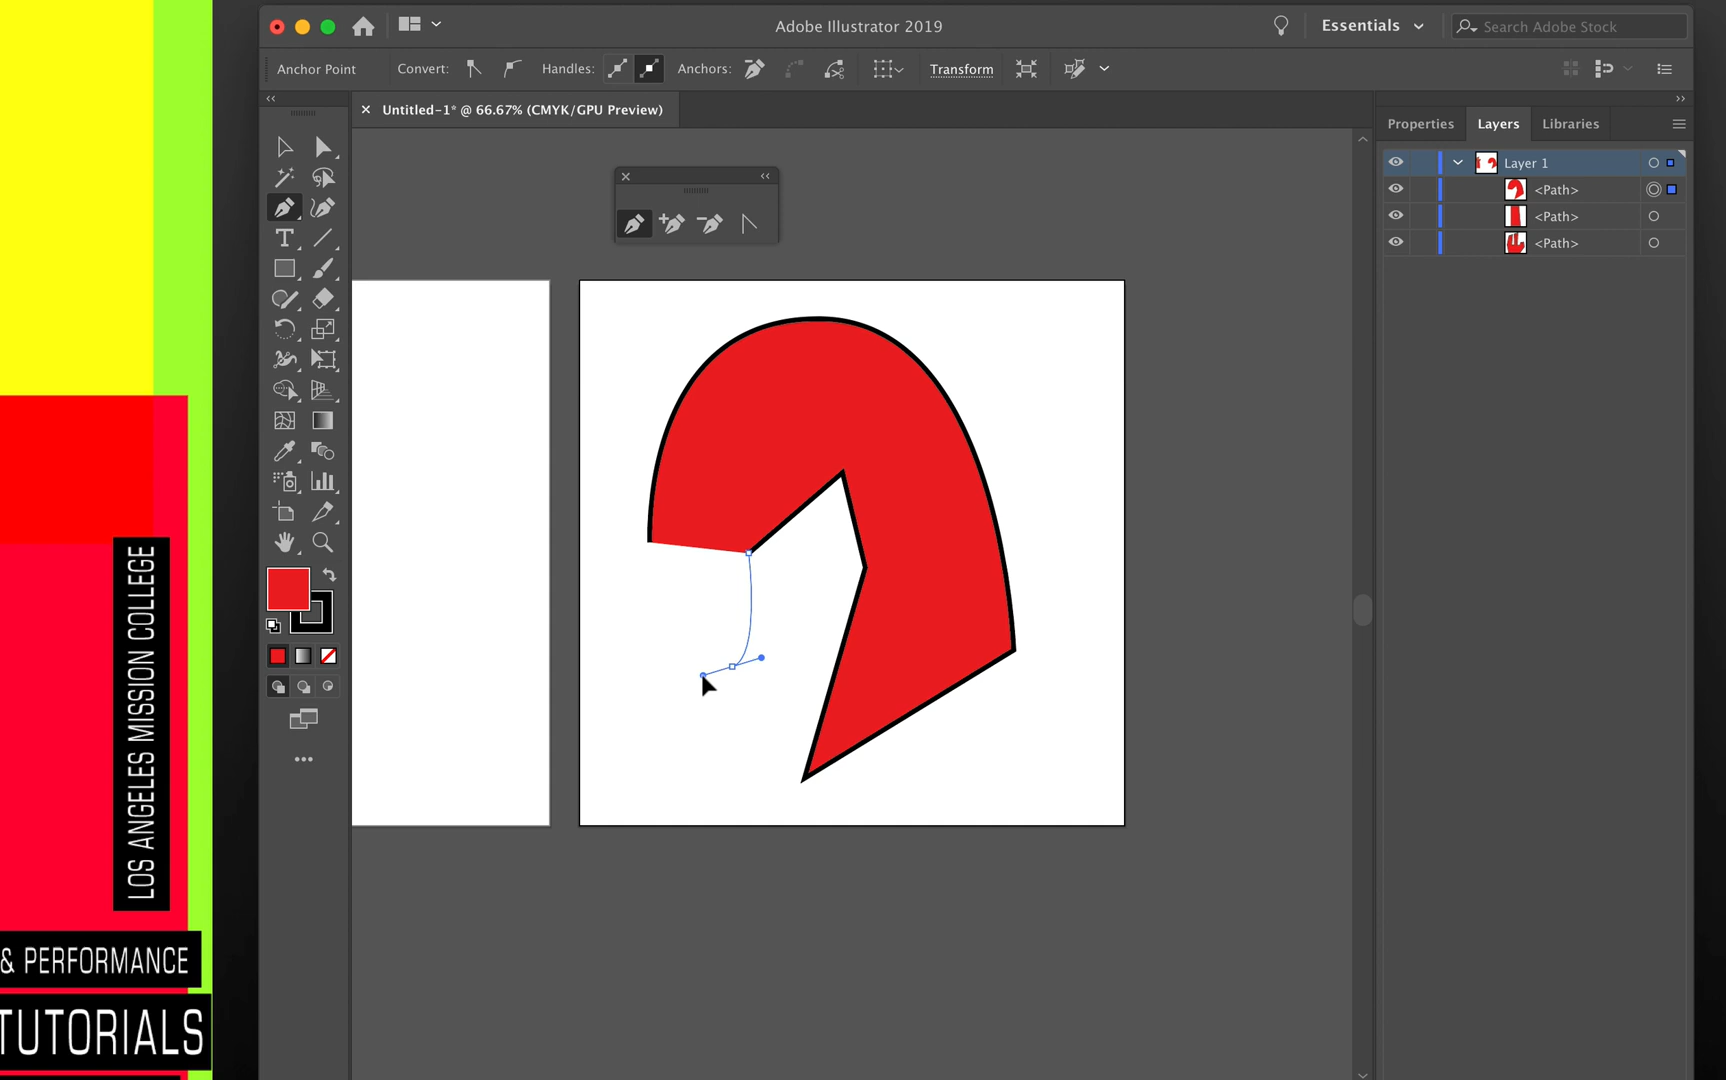 Adobe Illustrator 2019
Essentials
Search Adobe Stock
Anchor Point
Convert:
Handles:
Anchors:
Transform
Untitled-1* @ 66.67% (CMYK/GPU Preview)
Properties
Layers
Libraries
Layer 1
<Path>
<Path>
<Path>
LOS ANGELES MISSION COLLEGE
& PERFORMANCE
TUTORIALS